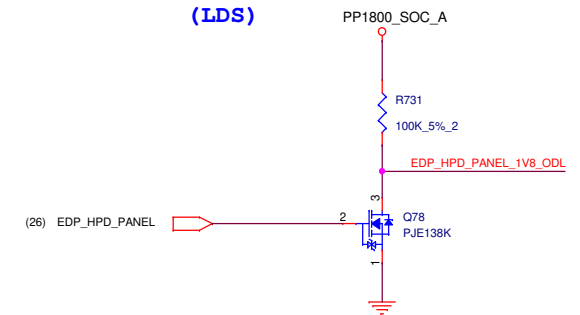 (LDS)
PP1800_SOC_A
R731
100K_5%_2
EDP_HPD_PANEL_1V8_ODL
3
(26) EDP_HPD_PANEL
2
Q78
PJE138K
1